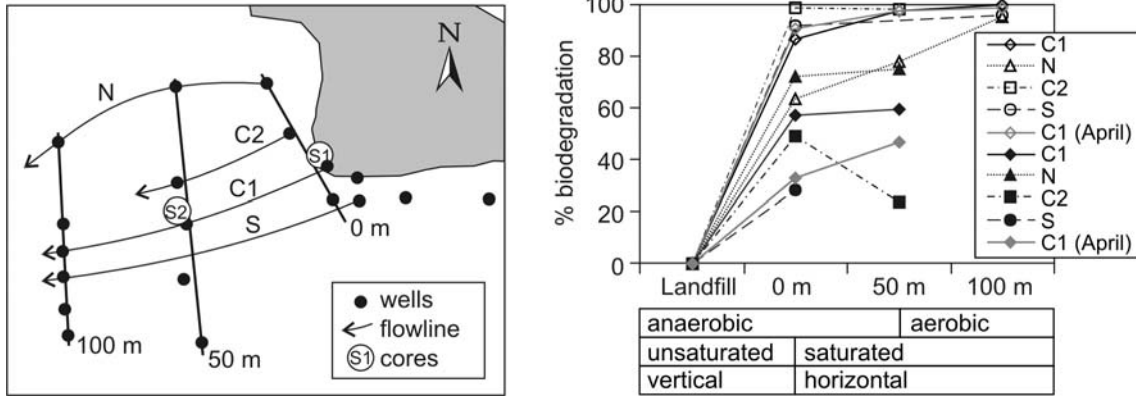 N
N
C2
S1
C1
S2
S
0 m
100 m
50 m
wells
flowline
S1 cores
% biodegradation
100
80
60
40
20
0
Landfill 0 m 50 m 100 m
C1
N
C2
S
C1 (April)
C1
N
C2
S
C1 (April)
anaerobic aerobic
unsaturated saturated
vertical horizontal